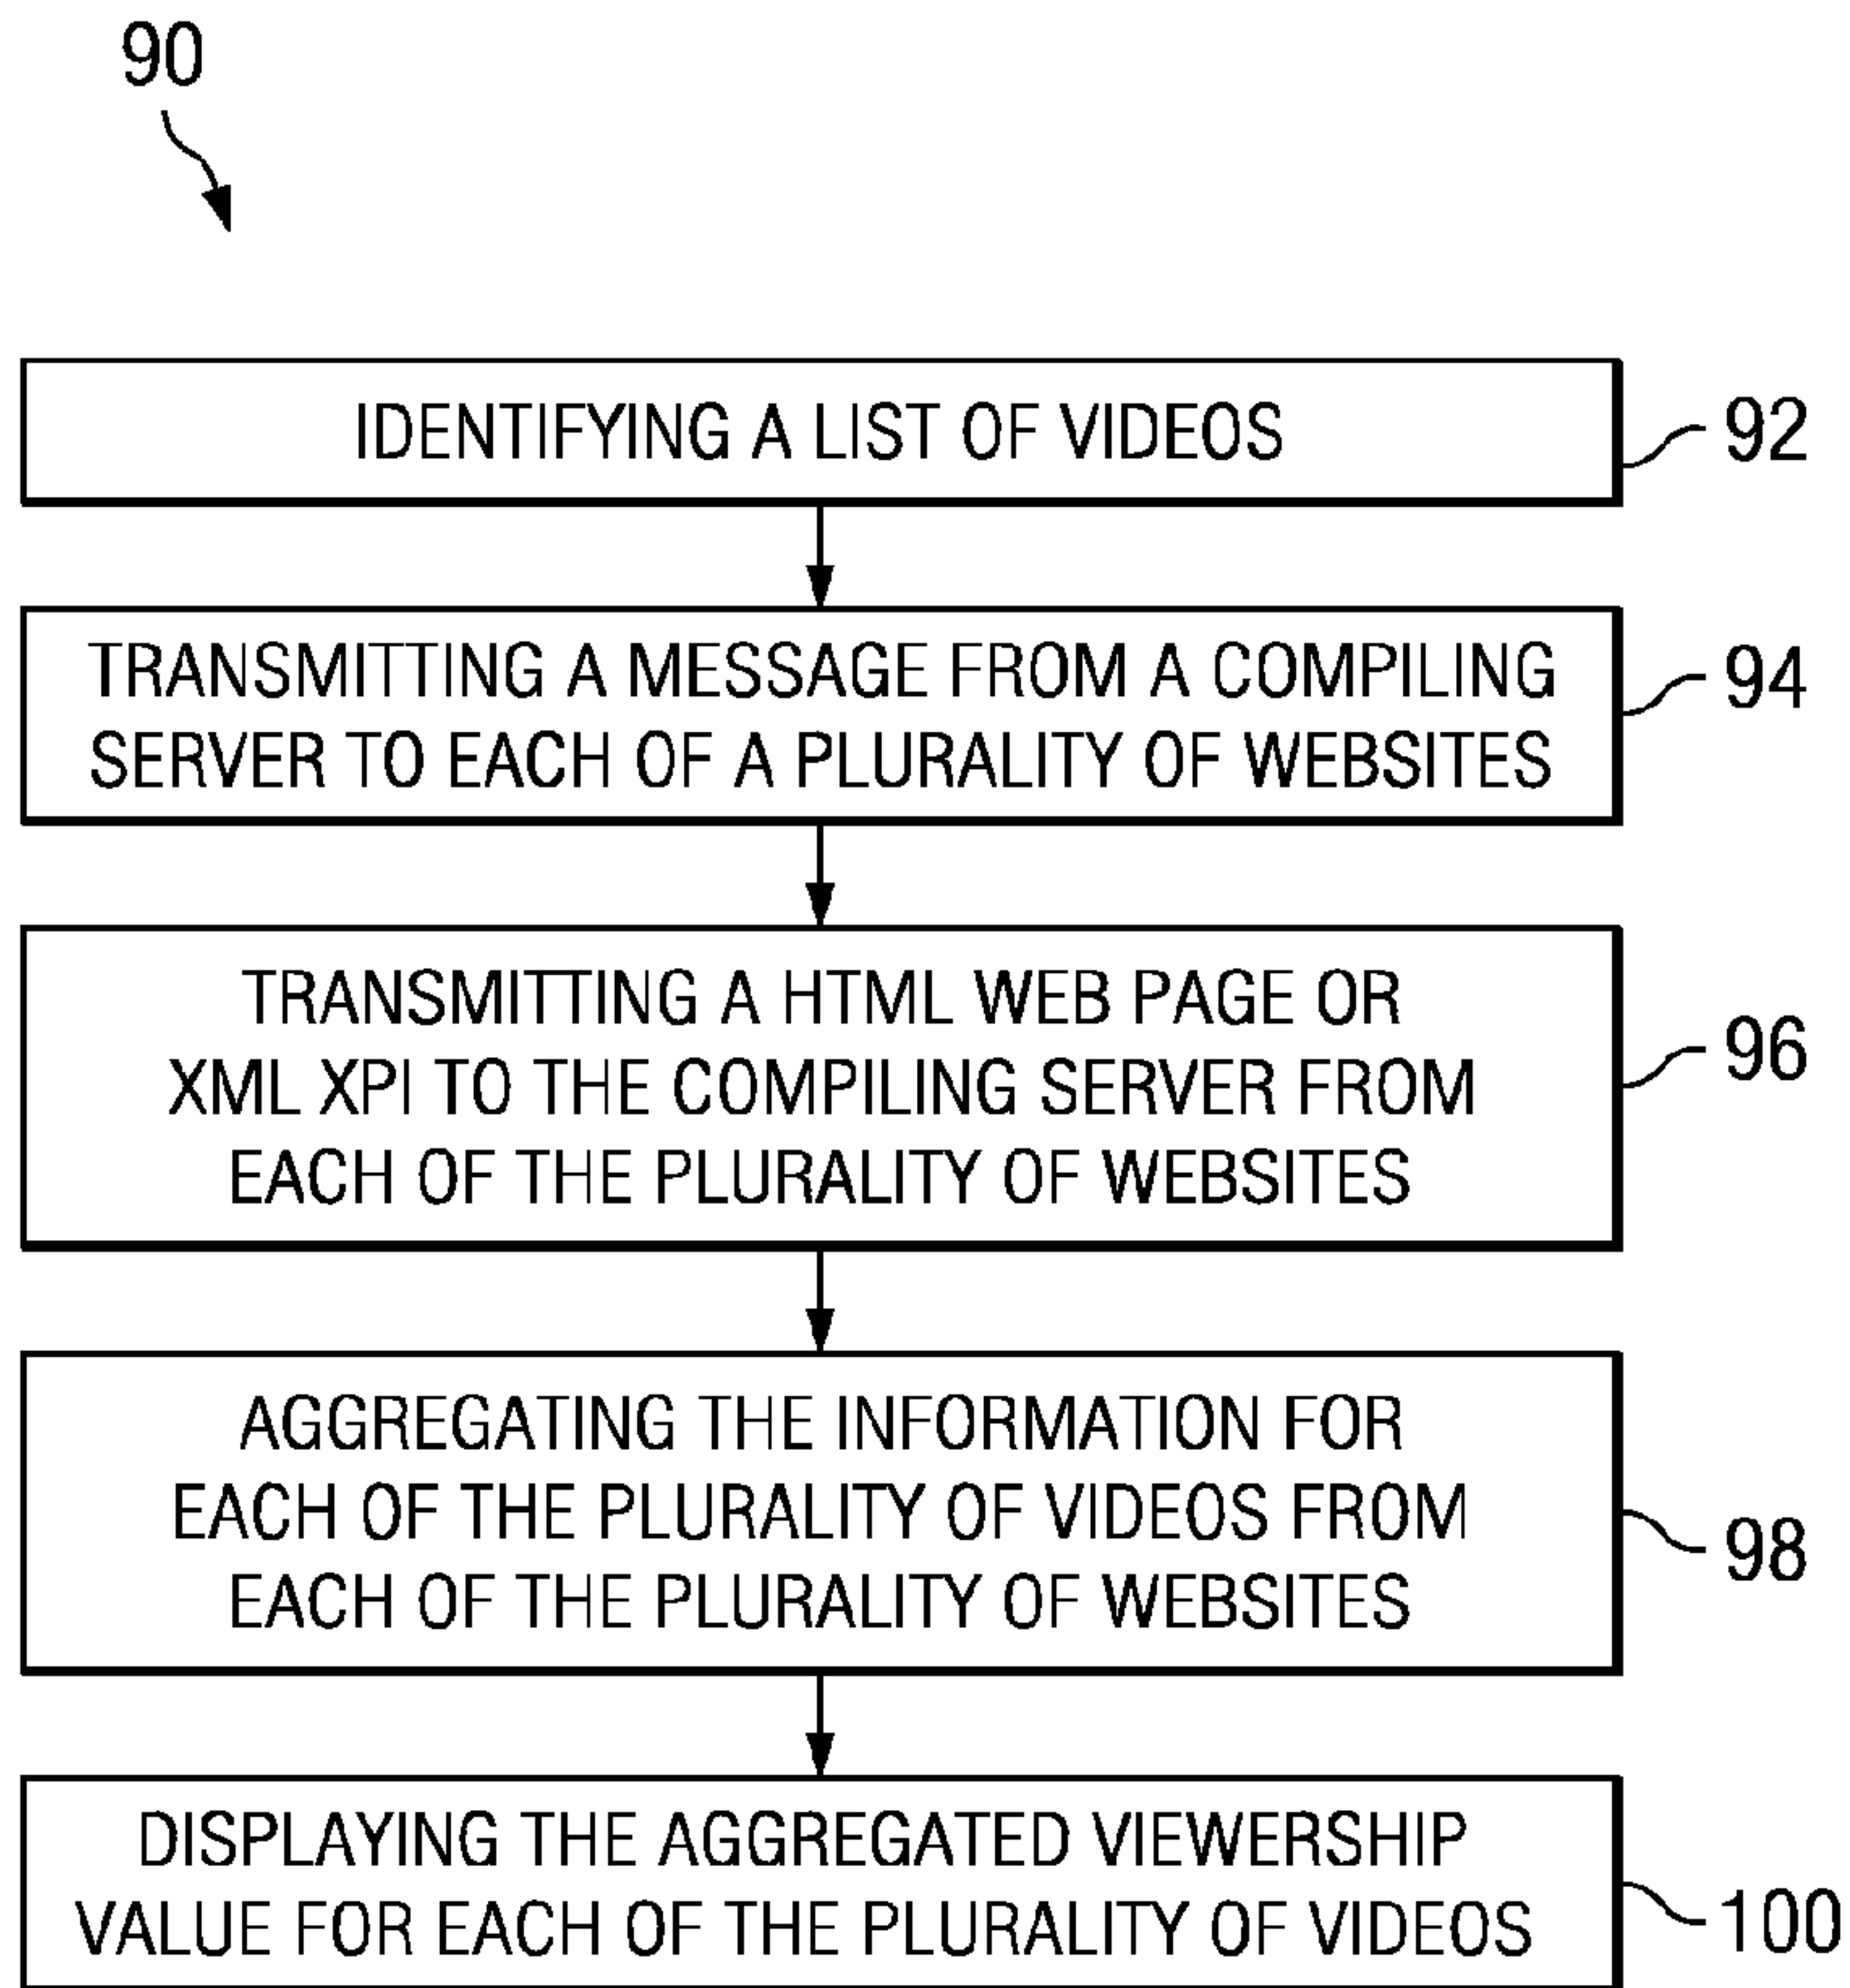 90
IDENTIFYING A LIST OF VIDEOS
92
TRANSMITTING A MESSAGE FROM A COMPILING
SERVER TO EACH OF A PLURALITY OF WEBSITES
94
TRANSMITTING A HTML WEB PAGE OR
XML XPI TO THE COMPILING SERVER FROM
EACH OF THE PLURALITY OF WEBSITES
96
AGGREGATING THE INFORMATION FOR
EACH OF THE PLURALITY OF VIDEOS FROM
EACH OF THE PLURALITY OF WEBSITES
98
DISPLAYING THE AGGREGATED VIEWERSHIP
VALUE FOR EACH OF THE PLURALITY OF VIDEOS
100